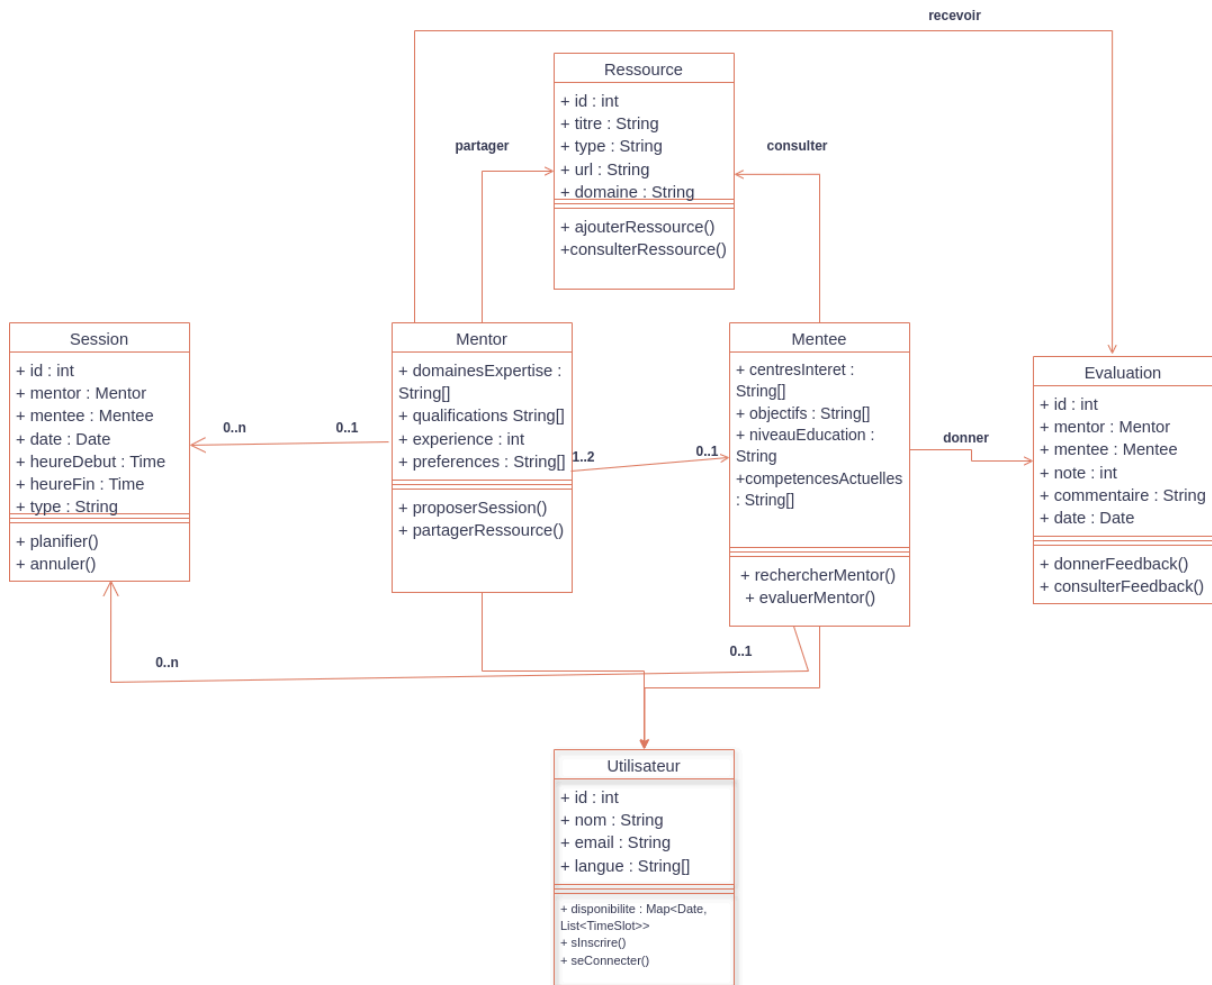 recevoir
Ressource
+ id : int
+ titre : String
+ type : String
+ url : String
+ domaine : String
+ ajouterRessource()
+consulterRessource()
partager
consulter
Session
+ id : int
+ mentor : Mentor
+ mentee : Mentee
+ date : Date
+ heureDebut : Time
+ heureFin : Time
+ type : String
+ planifier()
+ annuler()
0..n
0..1
Mentor
+ domainesExpertise :
String[]
+ qualifications String[]
+ experience : int
+ preferences : String[]
+ proposerSession()
+ partagerRessource()
1..2
0..1
Mentee
+ centresInteret :
String[]
+ objectifs : String[]
+ niveauEducation :
String
+competencesActuelles
: String[]
+ rechercherMentor()
+ evaluerMentor()
donner
Evaluation
+ id : int
+ mentor : Mentor
+ mentee : Mentee
+ note : int
+ commentaire : String
+ date : Date
+ donnerFeedback()
+ consulterFeedback()
0..n
0..1
Utilisateur
+ id : int
+ nom : String
+ email : String
+ langue : String[]
+ disponibilite : Map<Date,
List<TimeSlot>>
+ sInscrire()
+ seConnecter()